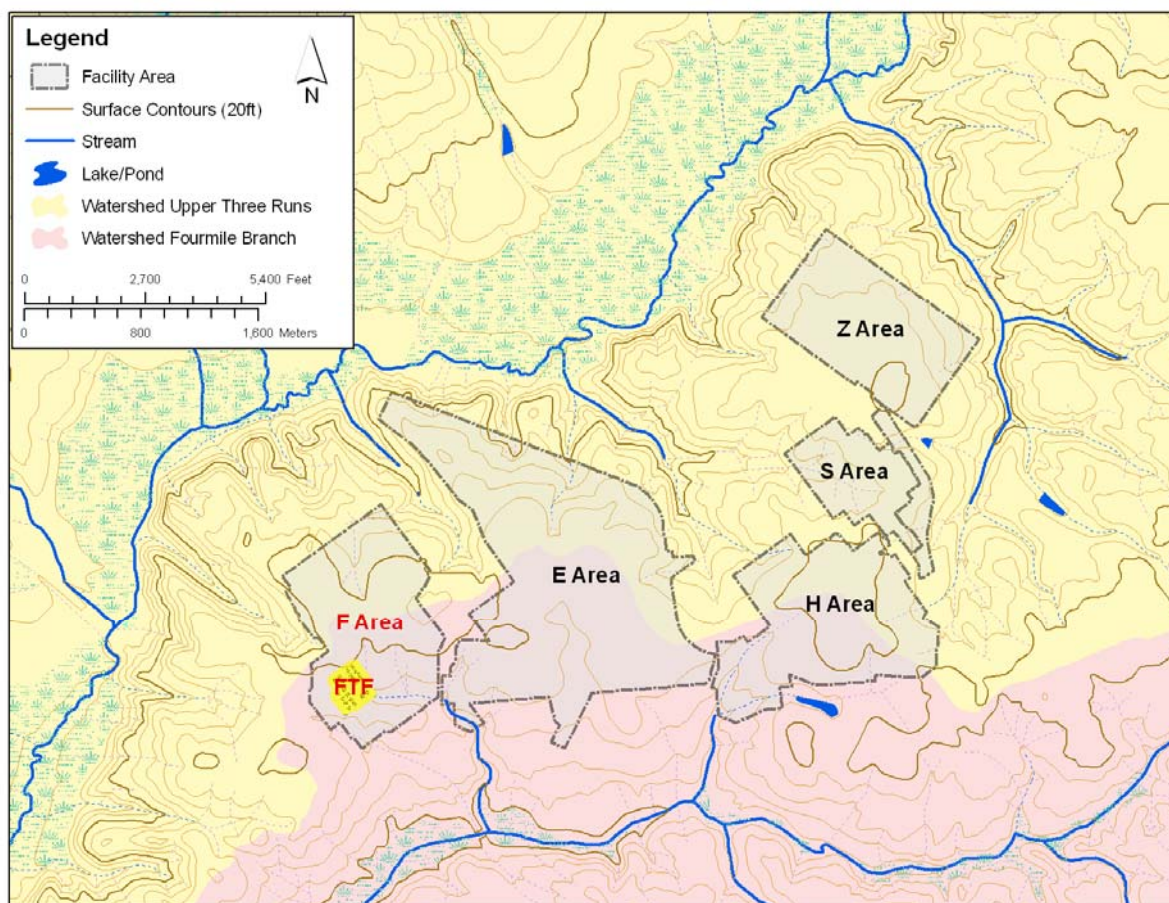 Legend
Facility Area
Surface Contours (20ft)
Stream
Lake/Pond
Watershed Upper Three Runs
Watershed Fourmile Branch
0 2,700 5,400 Feet
0 800 1,600 Meters
N
Z Area
S Area
E Area
H Area
F Area
FTF